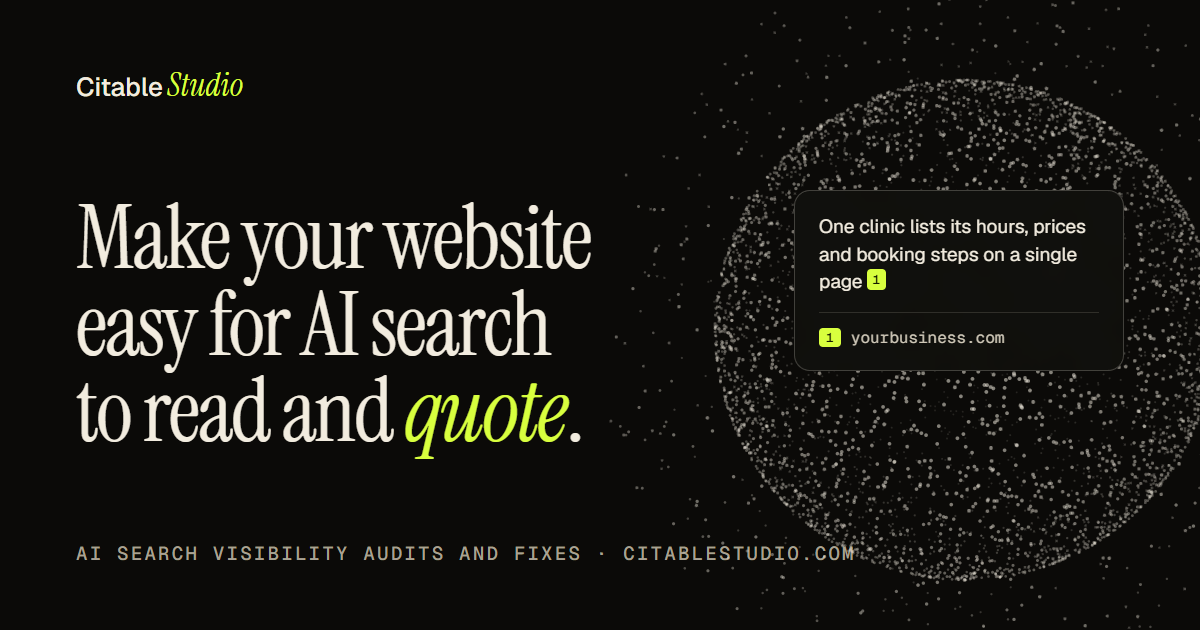 Citable Studio
Make your website
easy for AI search
to read and quote.
One clinic lists its hours, prices
and booking steps on a single
page 1
1 yourbusiness.com
AI SEARCH VISIBILITY AUDITS AND FIXES · CITABLESTUDIO.COM